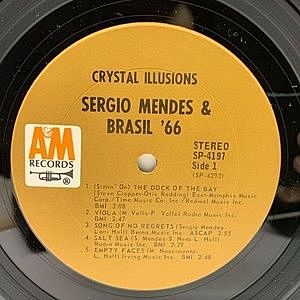 CRYSTAL ILLUSIONS
SERGIO MENDES &
BRASIL '66
A&M
RECORDS
STEREO
SP-4197
Side 1
(SP-4293)
1. (Sittin' On) THE DOCK OF THE BAY
(Steve Cropper-Otis Redding) East-Memphis Music
Corp./Time Music Co. Inc./Redwal Music Inc.
BMI 3:08
2. VIOLA (M. Valle-P. Valle) Rodra Music Inc.
BMI 3:47
3. SONG OF NO REGRETS (Sergio Mendes-
Lani Hall) Berna Music Inc. ASCAP 3:55
4. SALT SEA (S. Mendes-S. Neto-L. Hall)
Rodra Music Inc. BMI 2:49
5. EMPTY FACES (M. Nascimento-
L. Hall) Irving Music Inc. BMI 2:48